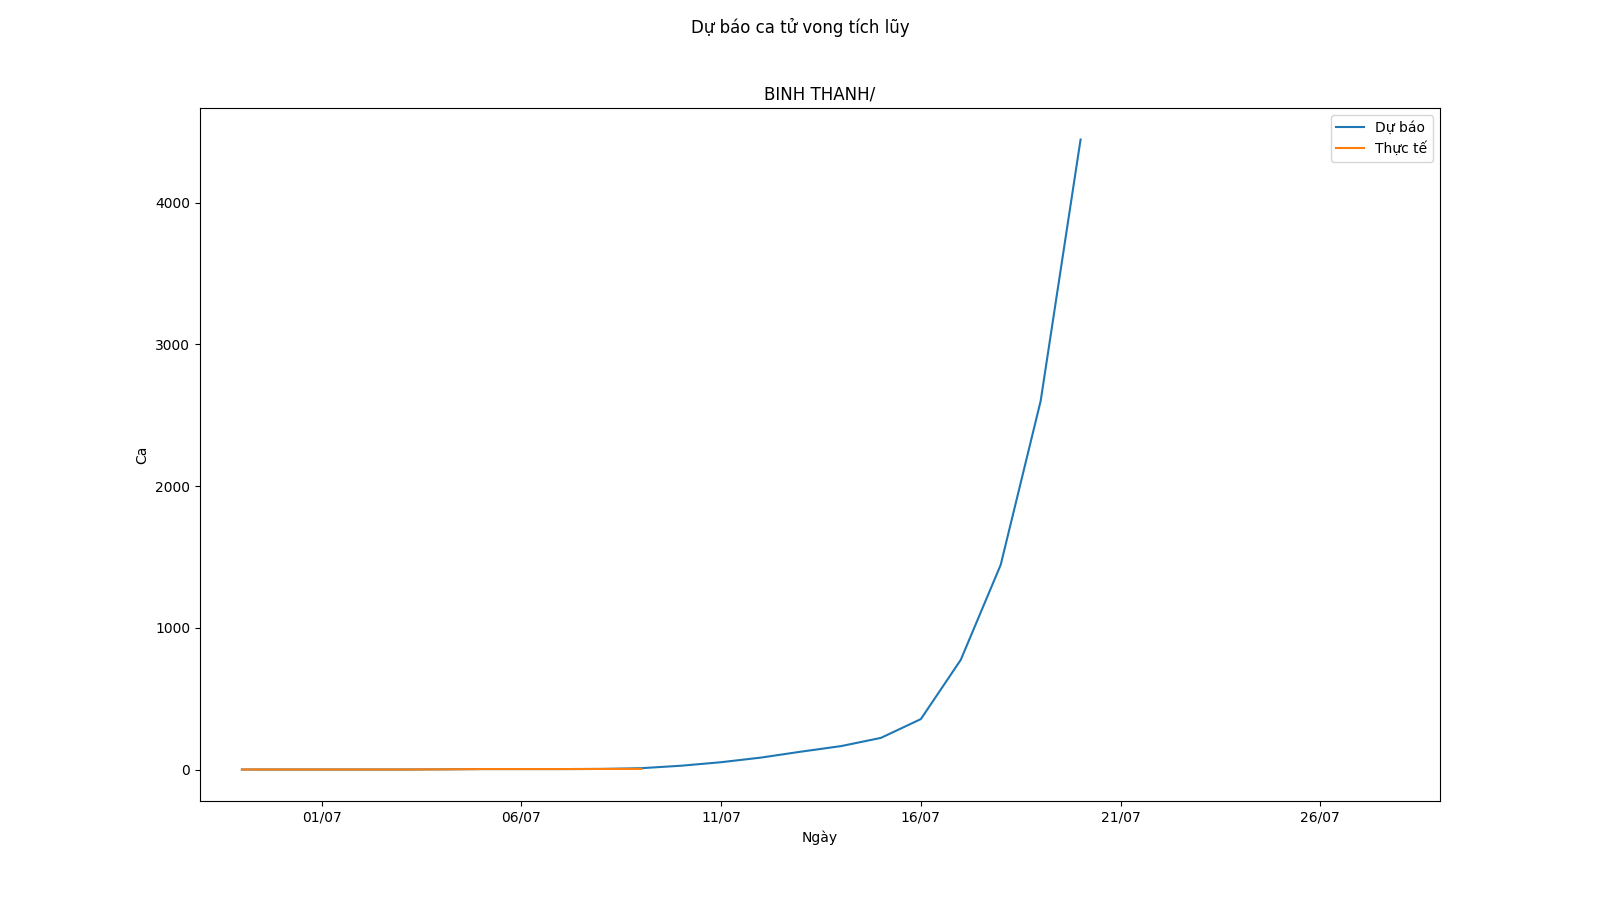 Dự báo ca tử vong tích lũy
BINH THANH/
Dự báo
Thực tế
4000
3000
2000
1000
0
Ca
01/07
06/07
11/07
16/07
21/07
26/07
Ngày